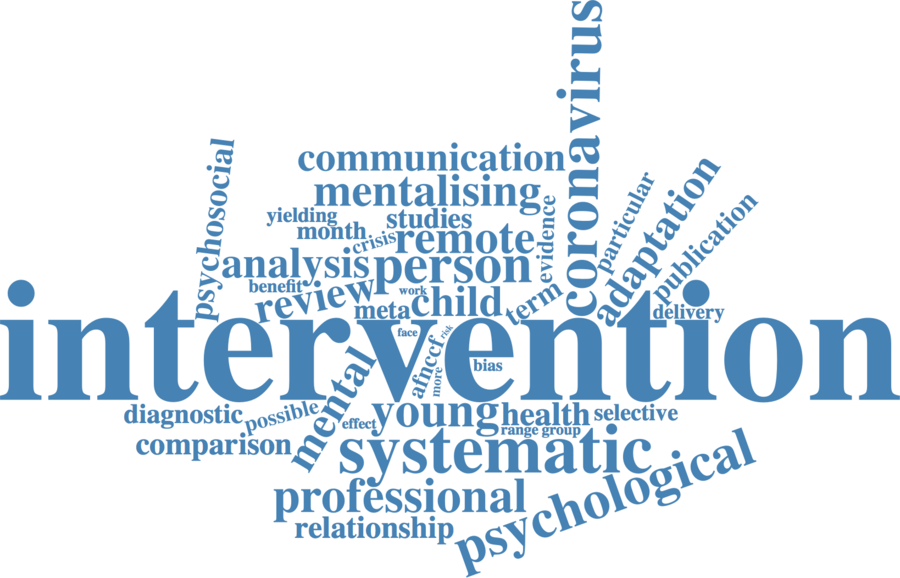 coronavirus
psychosocial
communication
mentalising
adaptation
particular
publication
yielding
studies
evidence
month
crisis
remote
analysis
person
benefit
review
work
child
term
meta
delivery
face
risk
intervention
afnccf
more
bias
mental
diagnostic
possible
effect
young
health
selective
range group
comparison
systematic
psychological
professional
relationship